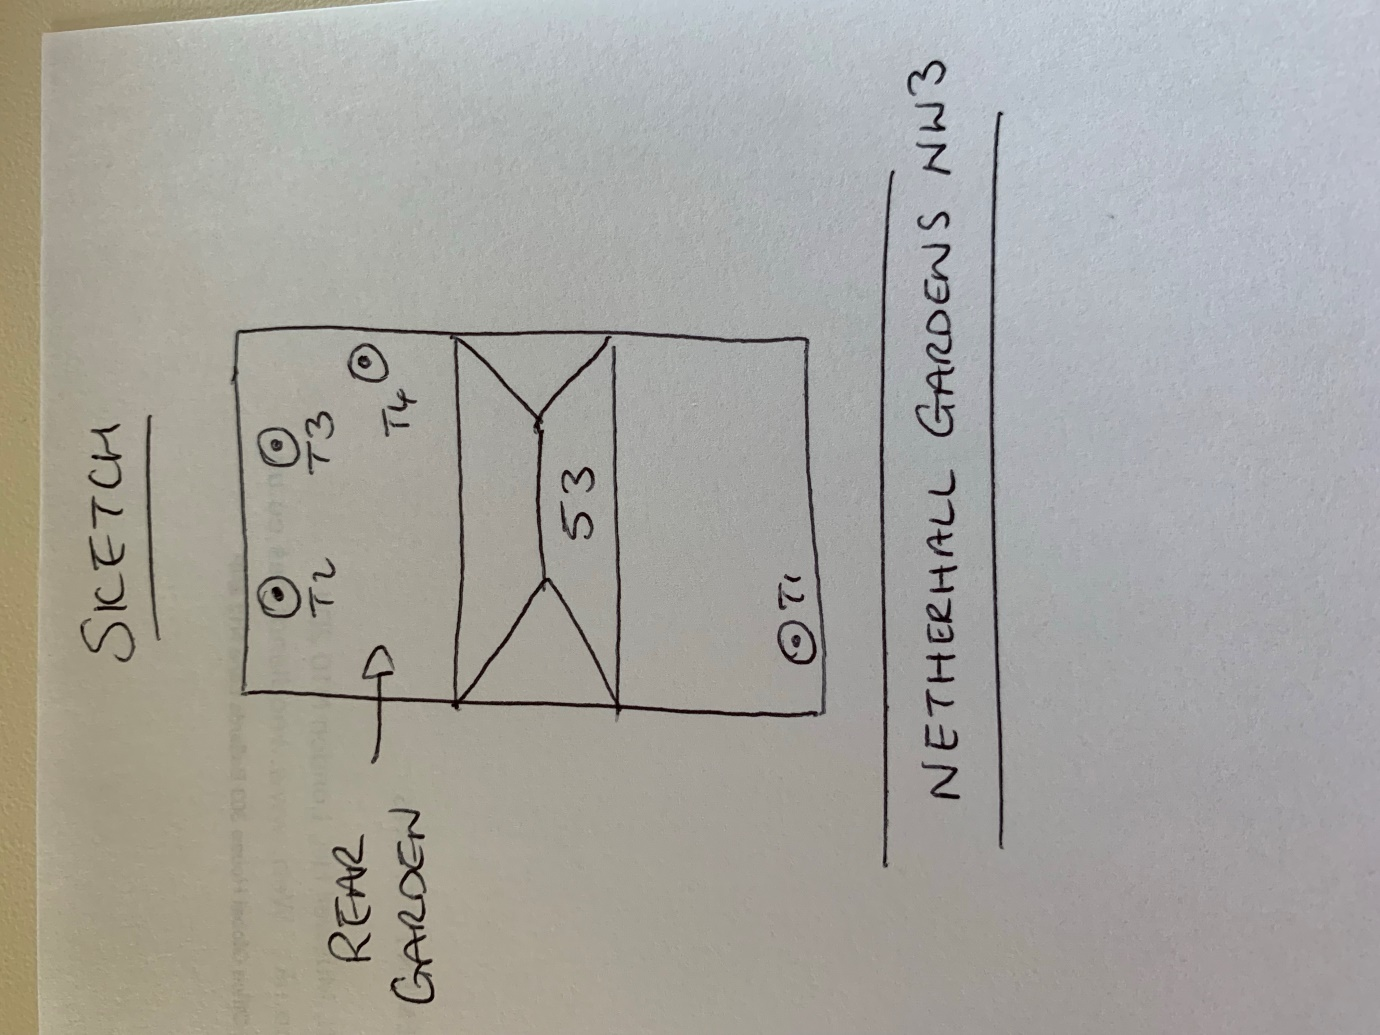 SKETCH
T2
T3
T4
REAR
GARDEN
53
T1
NETHERHALL GARDENS NW3